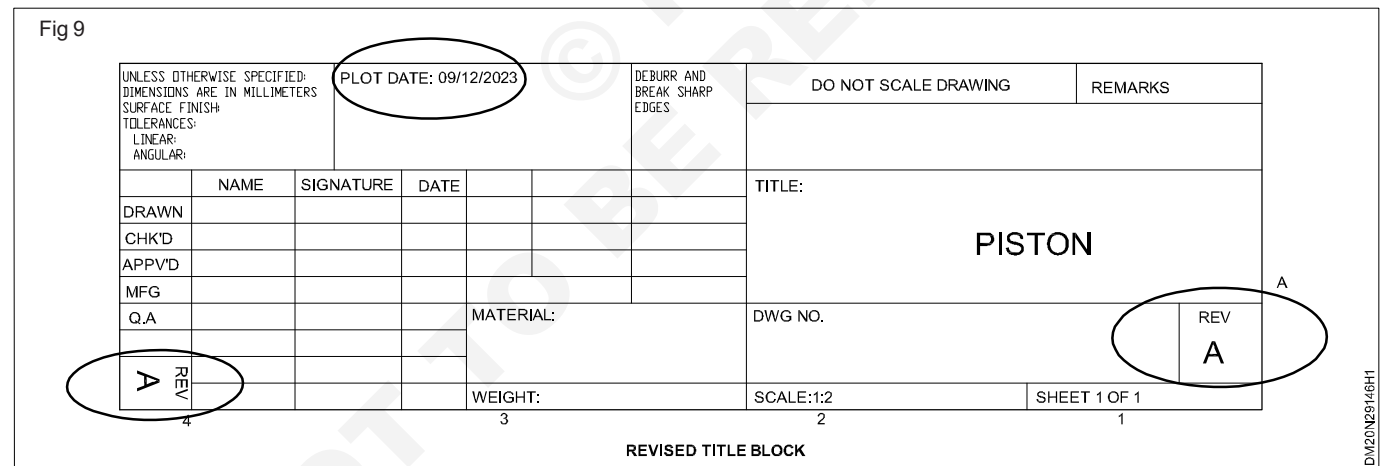 Fig 9
UNLESS OTHERWISE SPECIFIED:
DIMENSIONS ARE IN MILLIMETERS
SURFACE FINISH:
TOLERANCES:
LINEAR:
ANGULAR:
PLOT DATE: 09/12/2023
DEBURR AND
BREAK SHARP
EDGES
DO NOT SCALE DRAWING
REMARKS
NAME SIGNATURE DATE
DRAWN
CHK'D
APPV'D
MFG
Q.A
TITLE:
PISTON
A
MATERIAL:
DWG NO.
REV
A
REV
A
WEIGHT:
SCALE:1:2
SHEET 1 OF 1
4 3 2 1
REVISED TITLE BLOCK
DM20N29146H1
©
TO BE